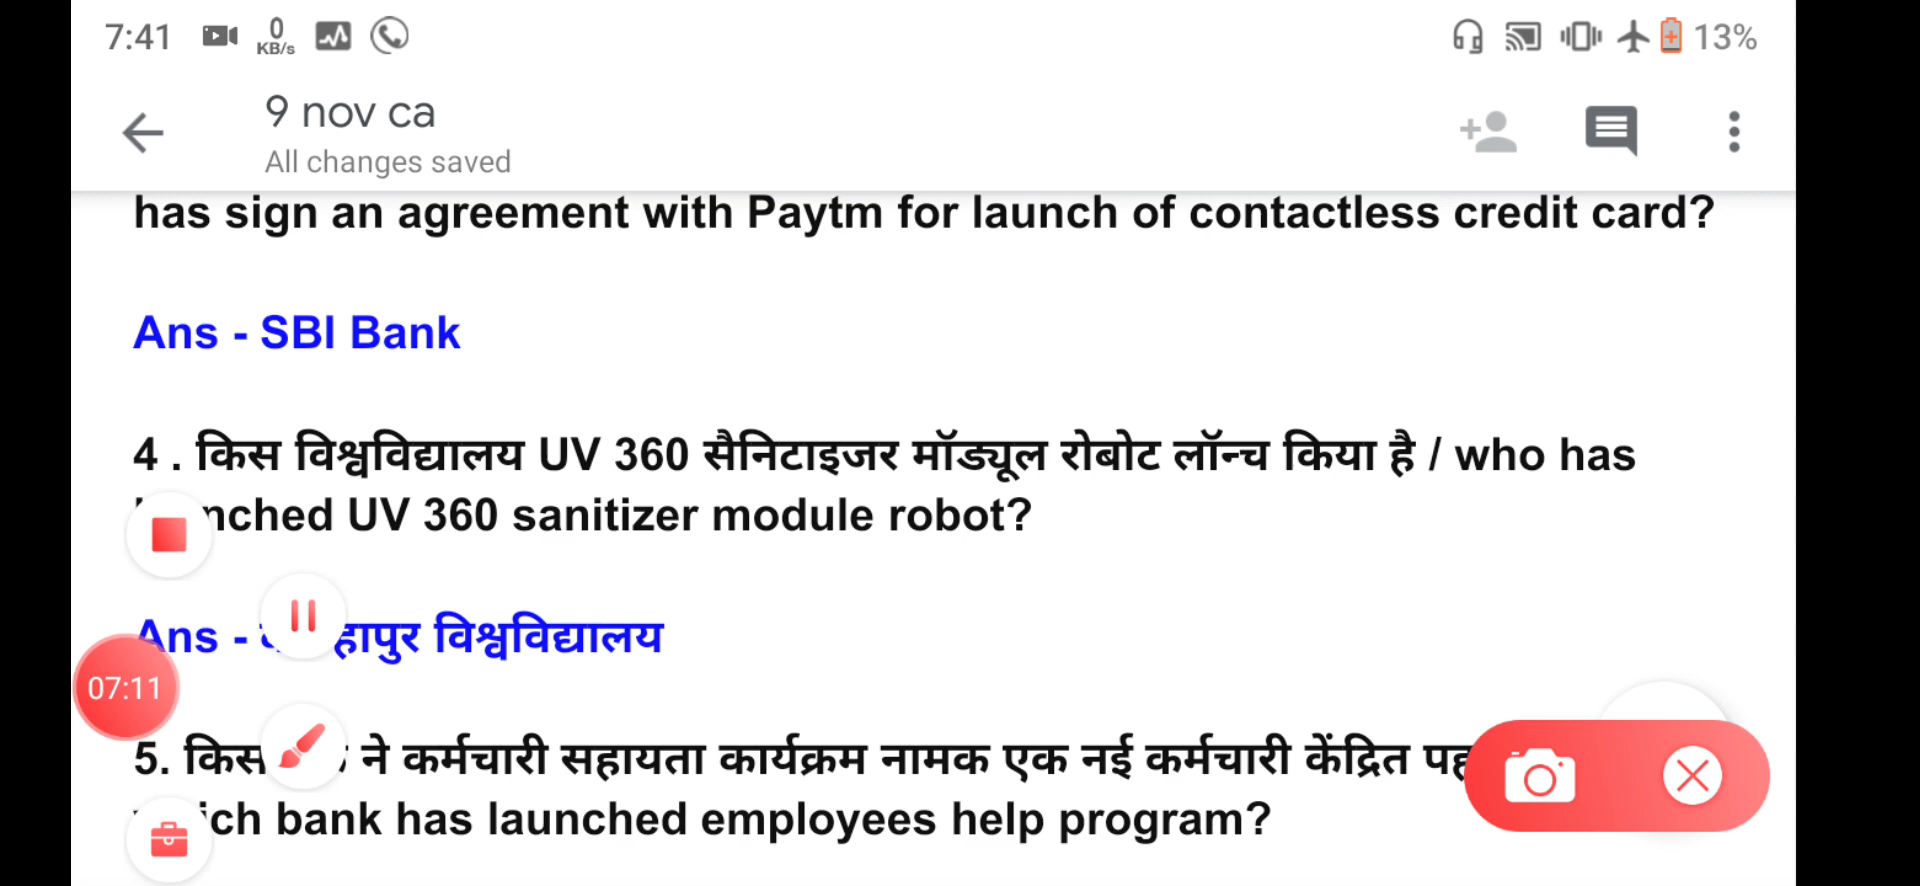 7:41 0 KB/s 13%
9 nov ca
All changes saved
has sign an agreement with Paytm for launch of contactless credit card?
Ans - SBI Bank
4 . किस विश्वविद्यालय UV 360 सैनिटाइजर मॉड्यूल रोबोट लॉन्च किया है / who has
UV 360 sanitizer module robot?
Ans - विश्वविद्यालय
07:11
5. किस ने कर्मचारी सहायता कार्यक्रम नामक एक नई कर्मचारी केंद्रित
bank has launched employees help program?